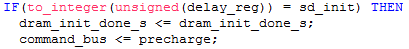 IF(to_integer(unsigned(delay_reg)) = sd_init) THEN
  dram_init_done_s <= dram_init_done_s;
  command_bus <= precharge;